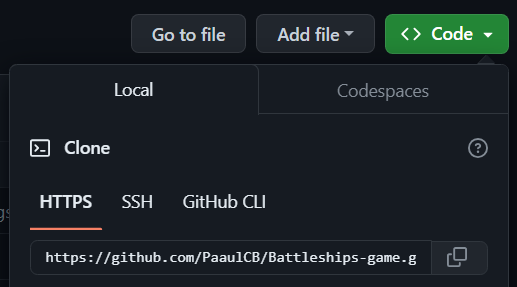 Go to file Add file Code
Local Codespaces
Clone
HTTPS SSH GitHub CLI
https://github.com/PaaulCB/Battleships-game.g